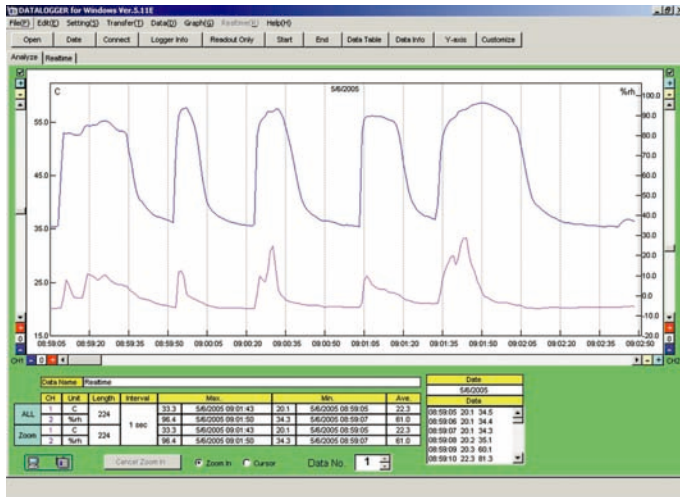 DATALOGGER for Windows Ver.5.11E
File(F) Edit(E) Setting(S) Transfer(T) Data(D) Graph(G) Realtime(R) Help(H)
Open Date Connect Logger Info Readout Only Start End Data Table Data Info Y-axis Customize
Analyze Realtime
C 5/6/2005 %rh
55.0
45.0
35.0
25.0
15.0
100.0
90.0
80.0
70.0
60.0
50.0
40.0
30.0
20.0
10.0
0.0
-10.0
-20.0
08:59:05 08:59:20 08:59:35 08:59:50 09:00:05 09:00:20 09:00:35 09:00:50 09:01:05 09:01:20 09:01:35 09:01:50 09:02:05 09:02:20 09:02:35 09:02:50
CH1 - 0 + CH2
Data Name Realtime
CH Unit Length Interval Max. Min. Ave.
ALL 1 C 224 1 sec 33.3 5/6/2005 09:01:43 20.1 5/6/2005 08:59:05 22.3
2 %rh 96.4 5/6/2005 09:01:50 34.3 5/6/2005 08:59:07 61.0
Zoom 1 C 224 33.3 5/6/2005 09:01:43 20.1 5/6/2005 08:59:05 22.3
2 %rh 96.4 5/6/2005 09:01:50 34.3 5/6/2005 08:59:07 61.0
Date
5/6/2005
Data
08:59:05 20.1 34.5
08:59:06 20.1 34.4
08:59:07 20.1 34.3
08:59:08 20.2 35.1
08:59:09 20.3 60.1
08:59:10 22.3 81.3
Cancel Zoom In Zoom In Cursor Data No. 1